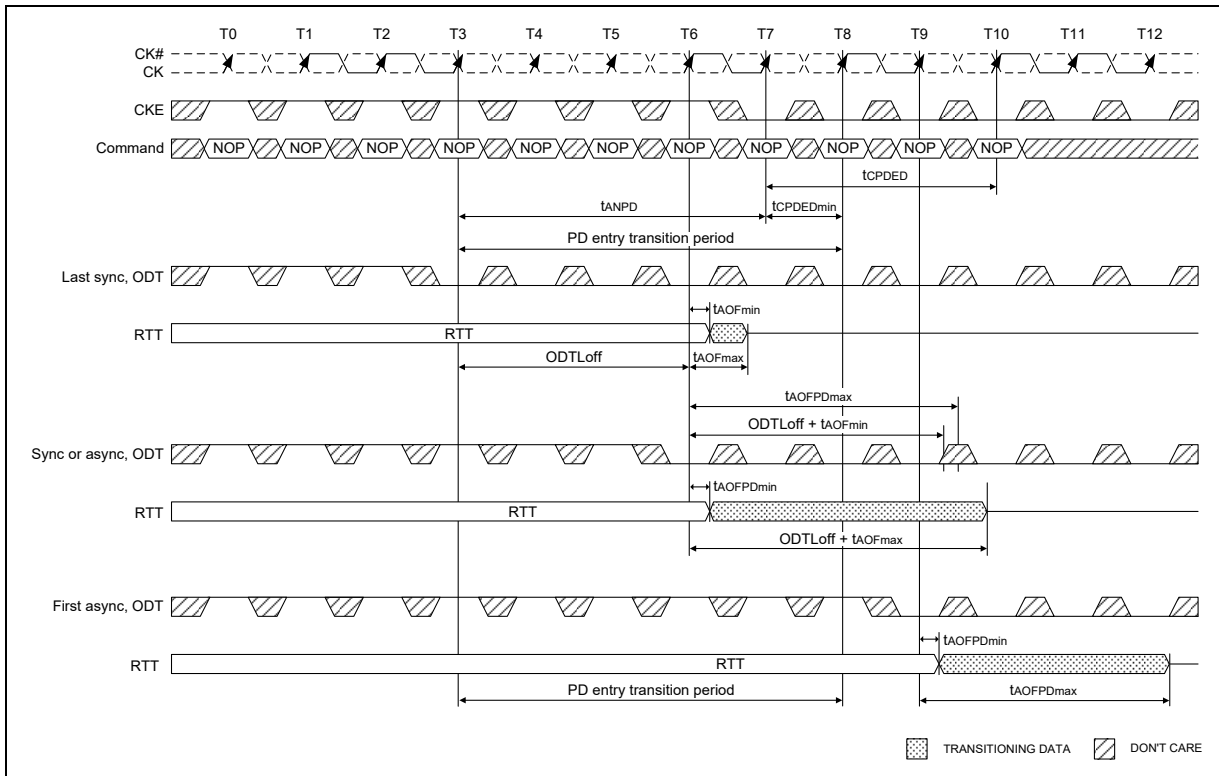 T0 T1 T2 T3 T4 T5 T6 T7 T8 T9 T10 T11 T12
CK#
CK
CKE
Command NOP NOP NOP NOP NOP NOP NOP NOP NOP NOP NOP
tCPDED
tANPD tCPDEDmin
PD entry transition period
Last sync, ODT
tAOFmin
RTT RTT
ODTLoff tAOFmax
tAOFPDmax
ODTLoff + tAOFmin
Sync or async, ODT
tAOFPDmin
RTT RTT
ODTLoff + tAOFmax
First async, ODT
tAOFPDmin
RTT RTT
PD entry transition period tAOFPDmax
TRANSITIONING DATA DON'T CARE